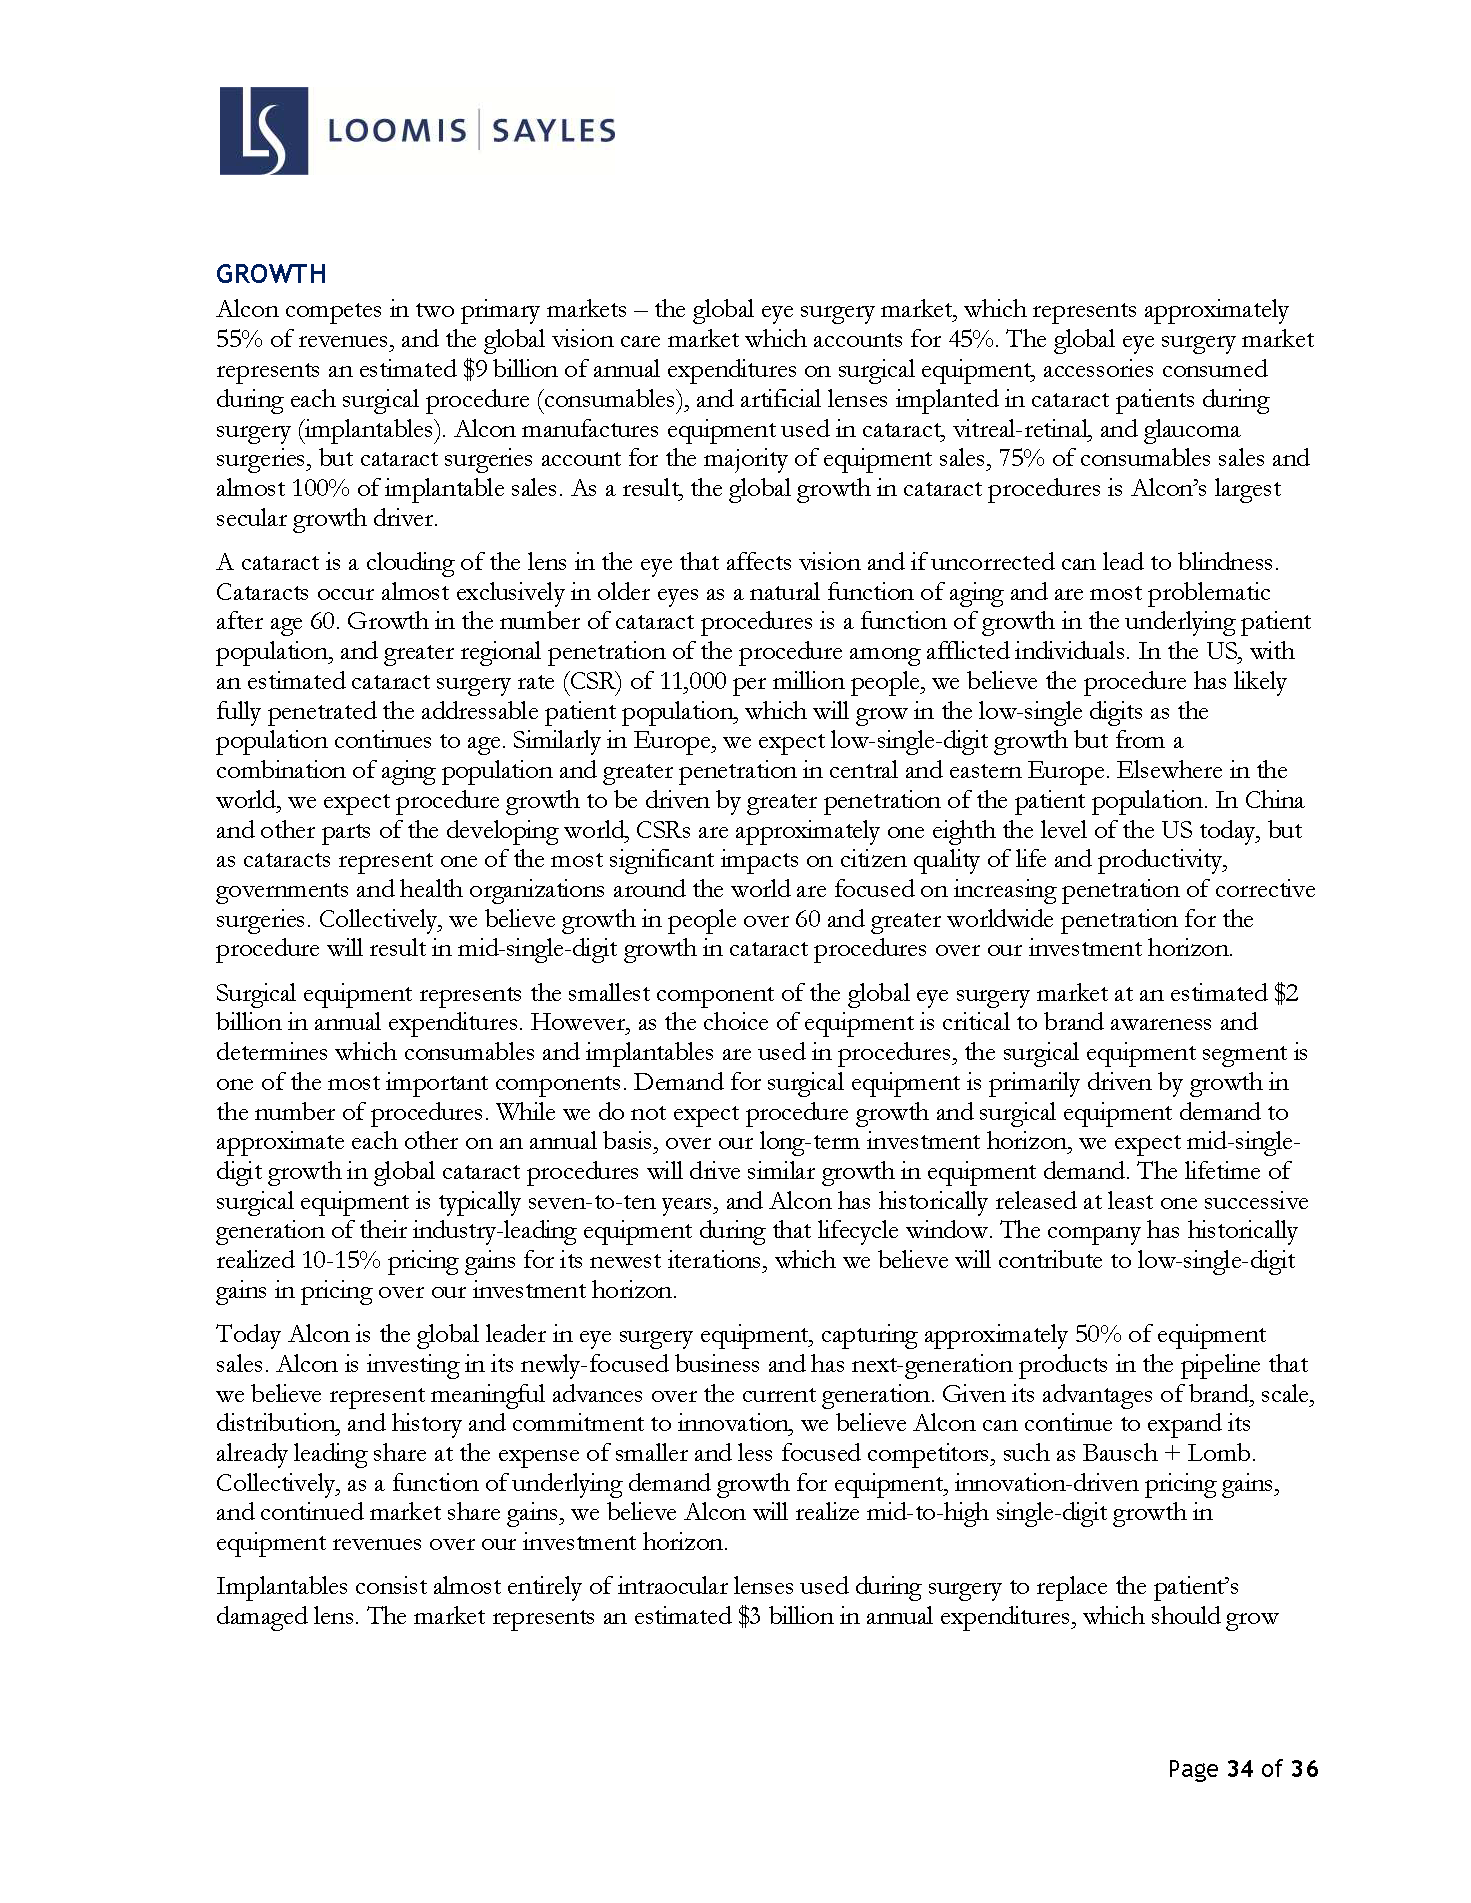 LS LOOMIS | SAYLES
GROWTH
Alcon competes in two primary markets – the global eye surgery market, which represents approximately
55% of revenues, and the global vision care market which accounts for 45%. The global eye surgery market
represents an estimated $9 billion of annual expenditures on surgical equipment, accessories consumed
during each surgical procedure (consumables), and artificial lenses implanted in cataract patients during
surgery (implantables). Alcon manufactures equipment used in cataract, vitreal-retinal, and glaucoma
surgeries, but cataract surgeries account for the majority of equipment sales, 75% of consumables sales and
almost 100% of implantable sales. As a result, the global growth in cataract procedures is Alcon’s largest
secular growth driver.
A cataract is a clouding of the lens in the eye that affects vision and if uncorrected can lead to blindness.
Cataracts occur almost exclusively in older eyes as a natural function of aging and are most problematic
after age 60. Growth in the number of cataract procedures is a function of growth in the underlying patient
population, and greater regional penetration of the procedure among afflicted individuals. In the US, with
an estimated cataract surgery rate (CSR) of 11,000 per million people, we believe the procedure has likely
fully penetrated the addressable patient population, which will grow in the low-single digits as the
population continues to age. Similarly in Europe, we expect low-single-digit growth but from a
combination of aging population and greater penetration in central and eastern Europe. Elsewhere in the
world, we expect procedure growth to be driven by greater penetration of the patient population. In China
and other parts of the developing world, CSRs are approximately one eighth the level of the US today, but
as cataracts represent one of the most significant impacts on citizen quality of life and productivity,
governments and health organizations around the world are focused on increasing penetration of corrective
surgeries. Collectively, we believe growth in people over 60 and greater worldwide penetration for the
procedure will result in mid-single-digit growth in cataract procedures over our investment horizon.
Surgical equipment represents the smallest component of the global eye surgery market at an estimated $2
billion in annual expenditures. However, as the choice of equipment is critical to brand awareness and
determines which consumables and implantables are used in procedures, the surgical equipment segment is
one of the most important components. Demand for surgical equipment is primarily driven by growth in
the number of procedures. While we do not expect procedure growth and surgical equipment demand to
approximate each other on an annual basis, over our long-term investment horizon, we expect mid-single-
digit growth in global cataract procedures will drive similar growth in equipment demand. The lifetime of
surgical equipment is typically seven-to-ten years, and Alcon has historically released at least one successive
generation of their industry-leading equipment during that lifecycle window. The company has historically
realized 10-15% pricing gains for its newest iterations, which we believe will contribute to low-single-digit
gains in pricing over our investment horizon.
Today Alcon is the global leader in eye surgery equipment, capturing approximately 50% of equipment
sales. Alcon is investing in its newly-focused business and has next-generation products in the pipeline that
we believe represent meaningful advances over the current generation. Given its advantages of brand, scale,
distribution, and history and commitment to innovation, we believe Alcon can continue to expand its
already leading share at the expense of smaller and less focused competitors, such as Bausch + Lomb.
Collectively, as a function of underlying demand growth for equipment, innovation-driven pricing gains,
and continued market share gains, we believe Alcon will realize mid-to-high single-digit growth in
equipment revenues over our investment horizon.
Implantables consist almost entirely of intraocular lenses used during surgery to replace the patient’s
damaged lens. The market represents an estimated $3 billion in annual expenditures, which should grow
Page 34 of 36